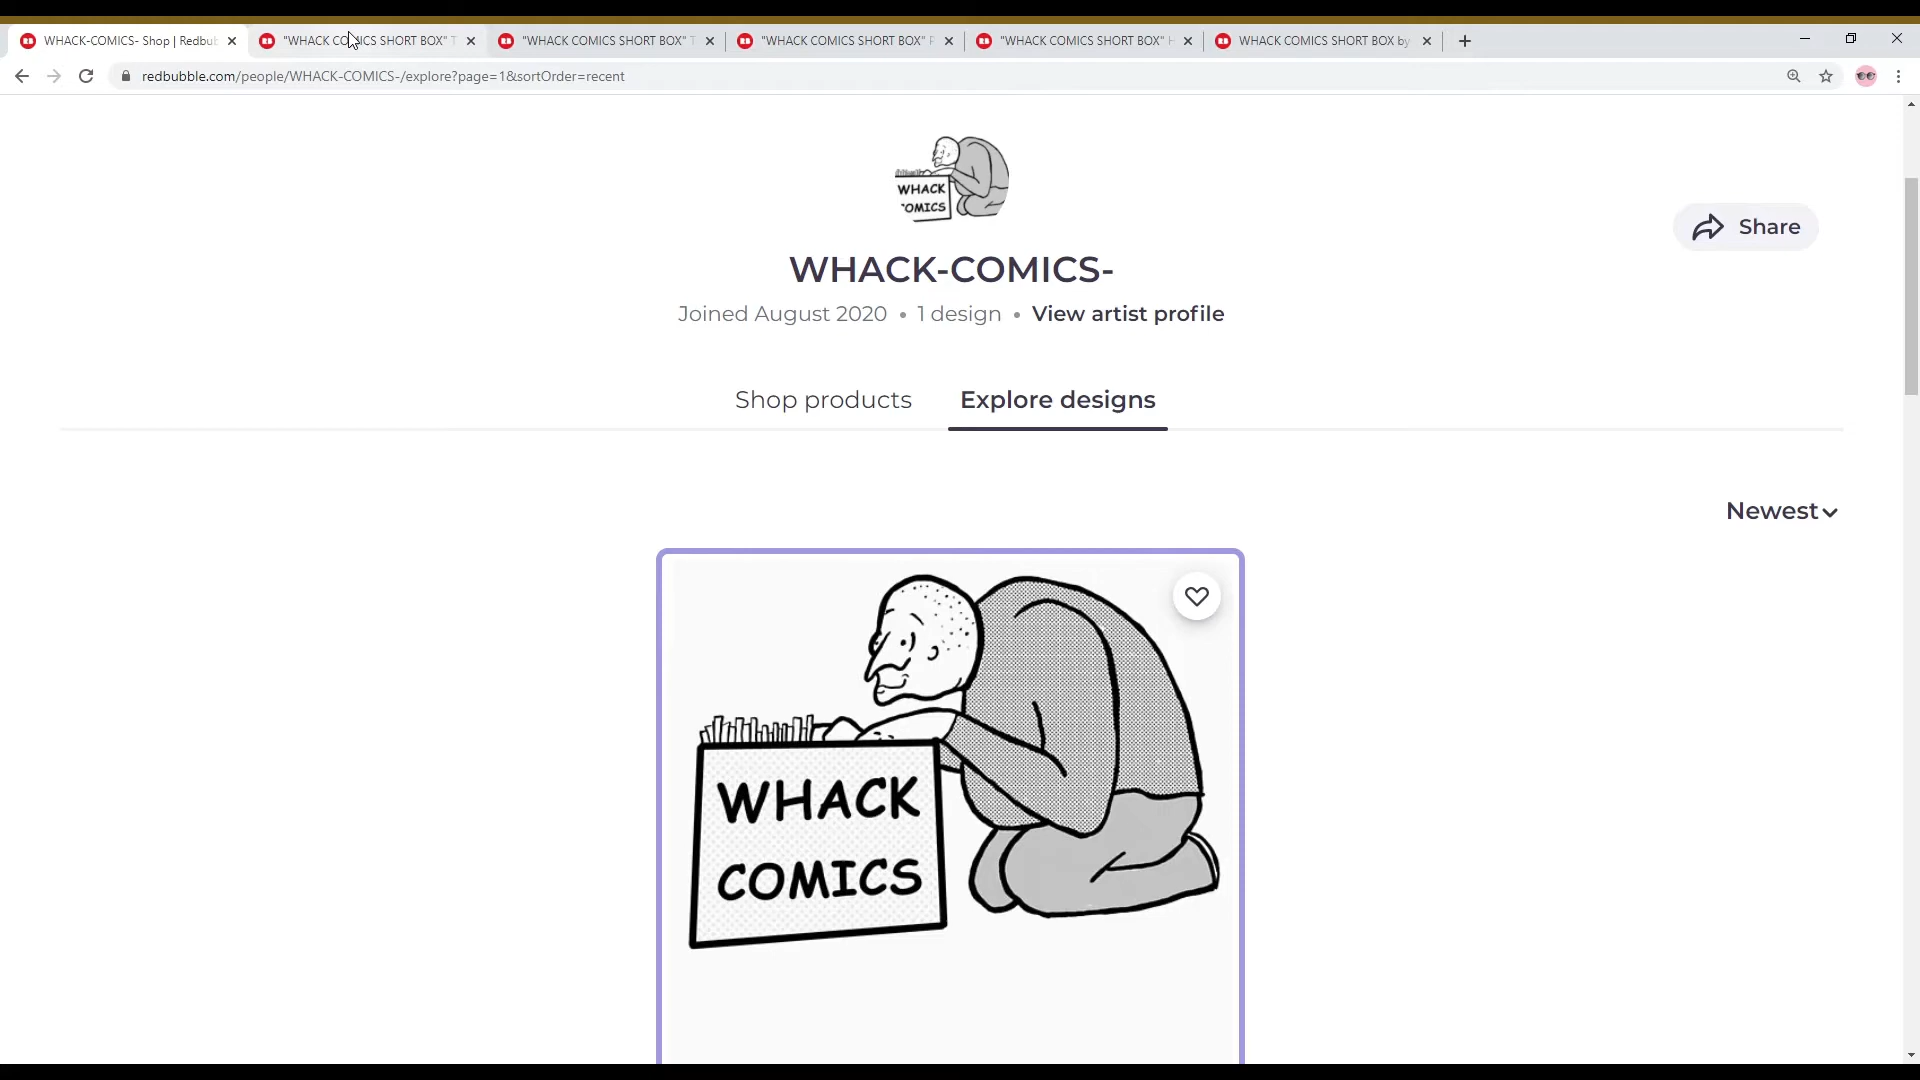 WHACK-COMICS- Shop | Redbub
"WHACK COMICS SHORT BOX" T
"WHACK COMICS SHORT BOX" T
"WHACK COMICS SHORT BOX" P
"WHACK COMICS SHORT BOX" H
WHACK COMICS SHORT BOX by
redbubble.com/people/WHACK-COMICS-/explore?page=1&sortOrder=recent
WHACK
COMICS
Share
WHACK-COMICS-
Joined August 2020 • 1 design • View artist profile
Shop products Explore designs
Newest
WHACK
COMICS